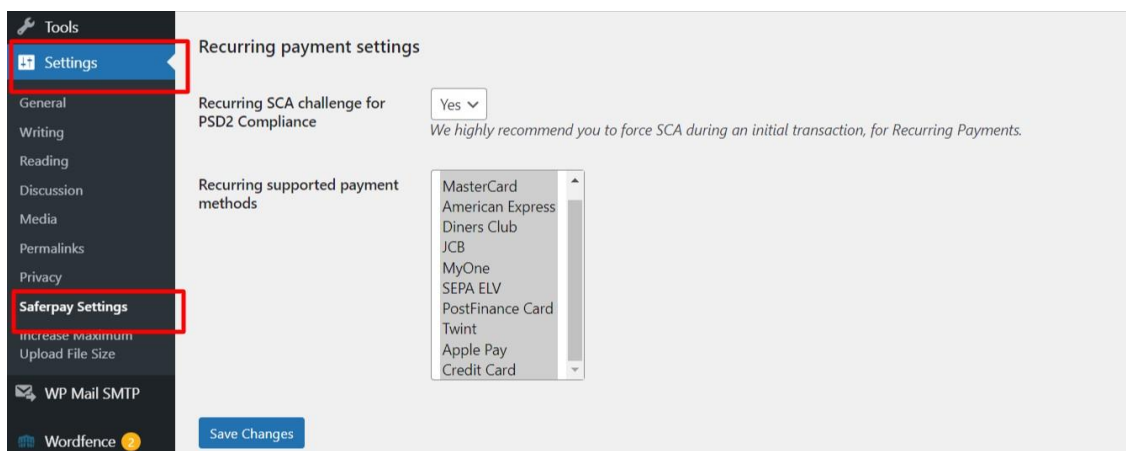 Tools
Settings
General
Writing
Reading
Discussion
Media
Permalinks
Privacy
Saferpay Settings
Increase Maximum
Upload File Size
WP Mail SMTP
Wordfence 2
Recurring payment settings
Recurring SCA challenge for
PSD2 Compliance
Yes
We highly recommend you to force SCA during an initial transaction, for Recurring Payments.
Recurring supported payment
methods
MasterCard
American Express
Diners Club
JCB
MyOne
SEPA ELV
PostFinance Card
Twint
Apple Pay
Credit Card
Save Changes